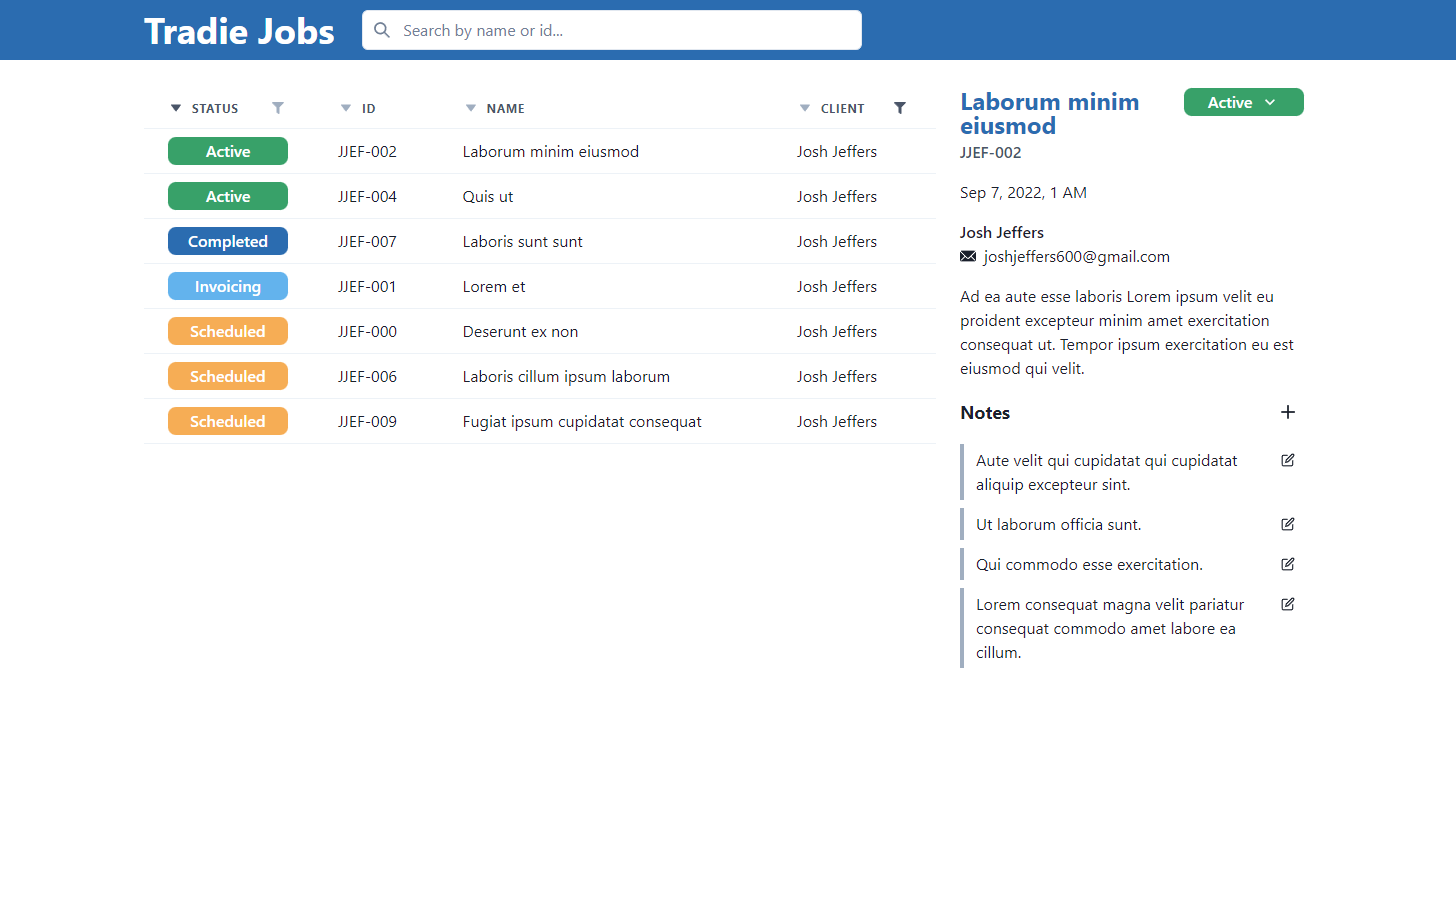 Tradie Jobs
Search by name or id...
STATUS ID NAME CLIENT
Active JJEF-002 Laborum minim eiusmod Josh Jeffers
Active JJEF-004 Quis ut Josh Jeffers
Completed JJEF-007 Laboris sunt sunt Josh Jeffers
Invoicing JJEF-001 Lorem et Josh Jeffers
Scheduled JJEF-000 Deserunt ex non Josh Jeffers
Scheduled JJEF-006 Laboris cillum ipsum laborum Josh Jeffers
Scheduled JJEF-009 Fugiat ipsum cupidatat consequat Josh Jeffers
Laborum minim
eiusmod
Active
JJEF-002
Sep 7, 2022, 1 AM
Josh Jeffers
joshjeffers600@gmail.com
Ad ea aute esse laboris Lorem ipsum velit eu
proident excepteur minim amet exercitation
consequat ut. Tempor ipsum exercitation eu est
eiusmod qui velit.
Notes
Aute velit qui cupidatat qui cupidatat
aliquip excepteur sint.
Ut laborum officia sunt.
Qui commodo esse exercitation.
Lorem consequat magna velit pariatur
consequat commodo amet labore ea
cillum.